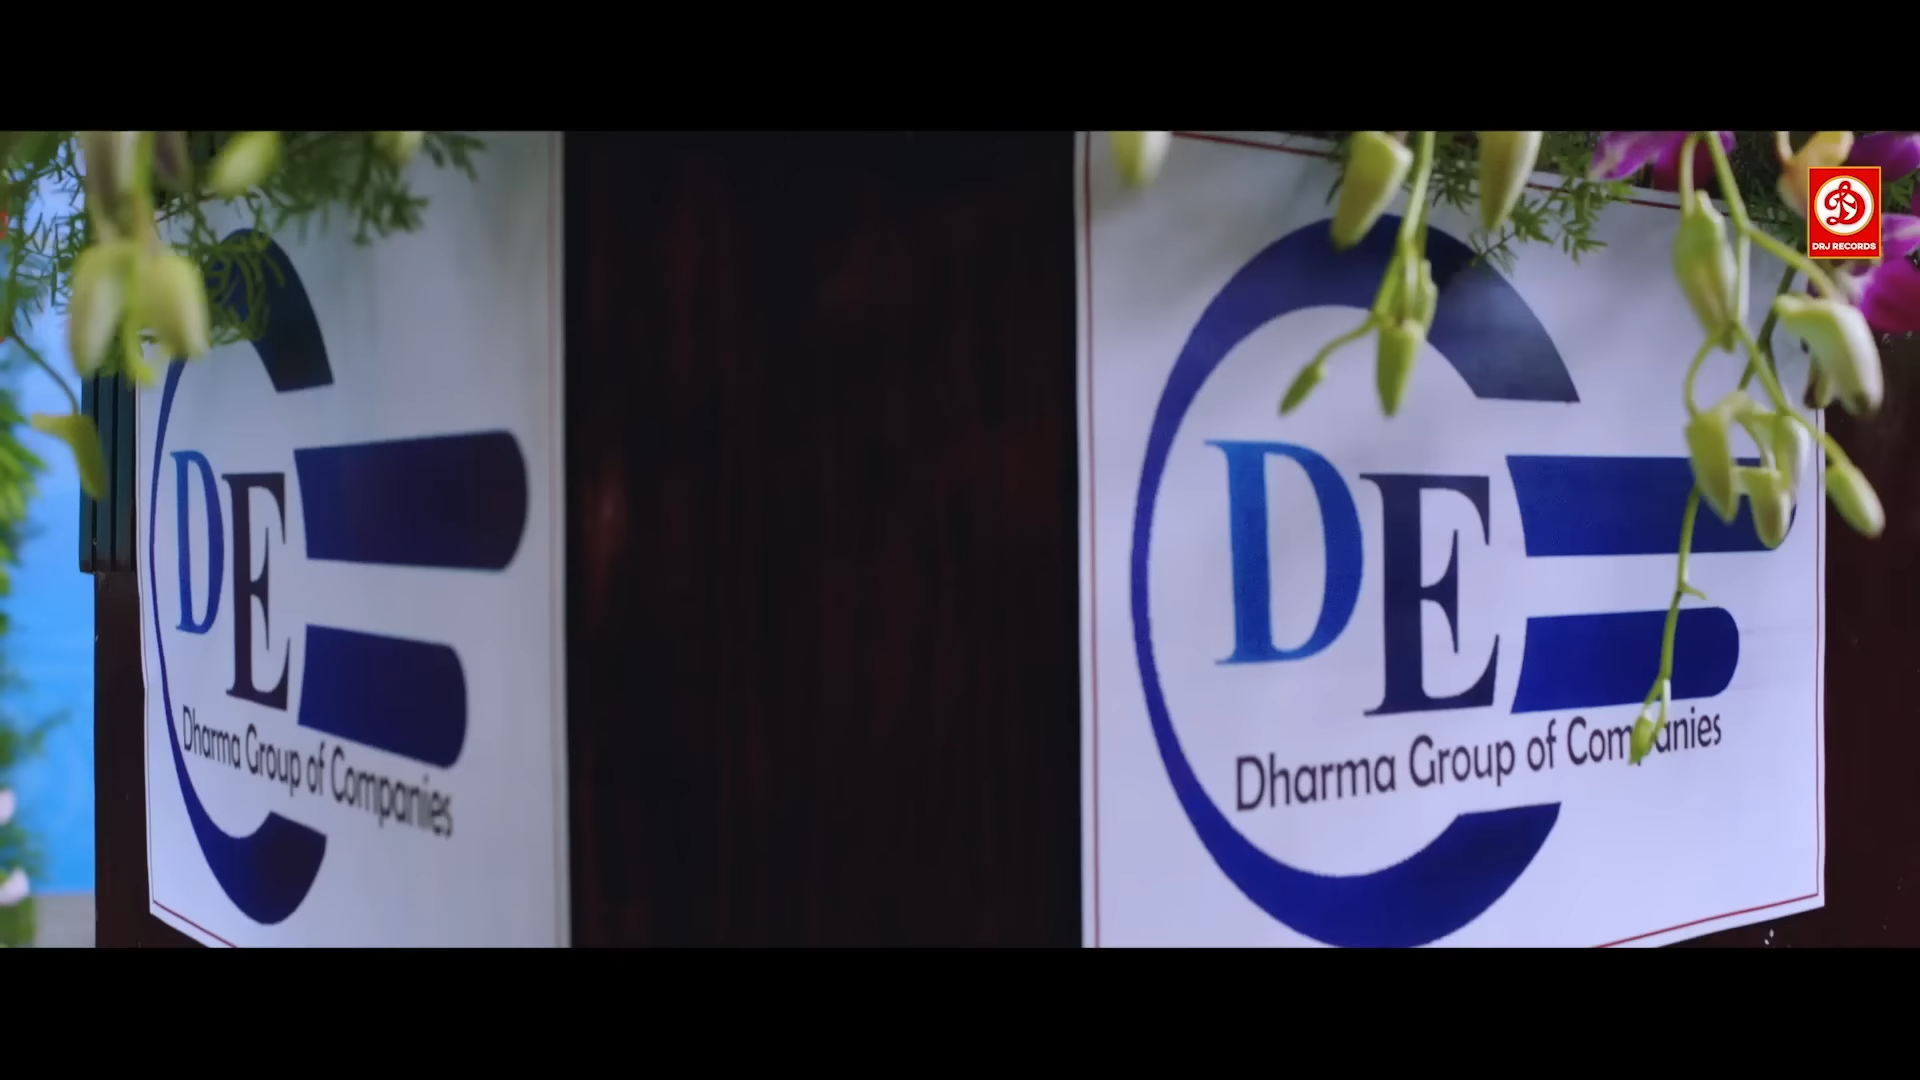 DE
Dharma Group of Companies
DE
Dharma Group of Companies
DRJ RECORDS